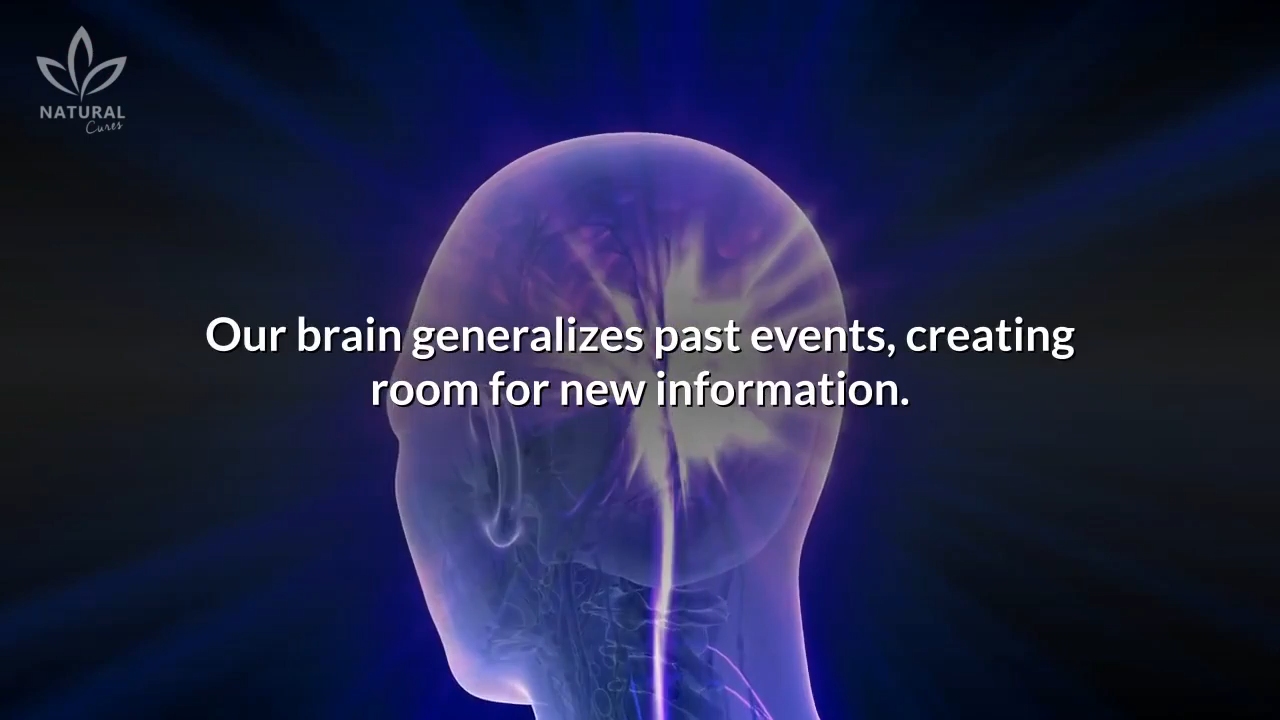 NATURAL
Cures
Our brain generalizes past events, creating
room for new information.